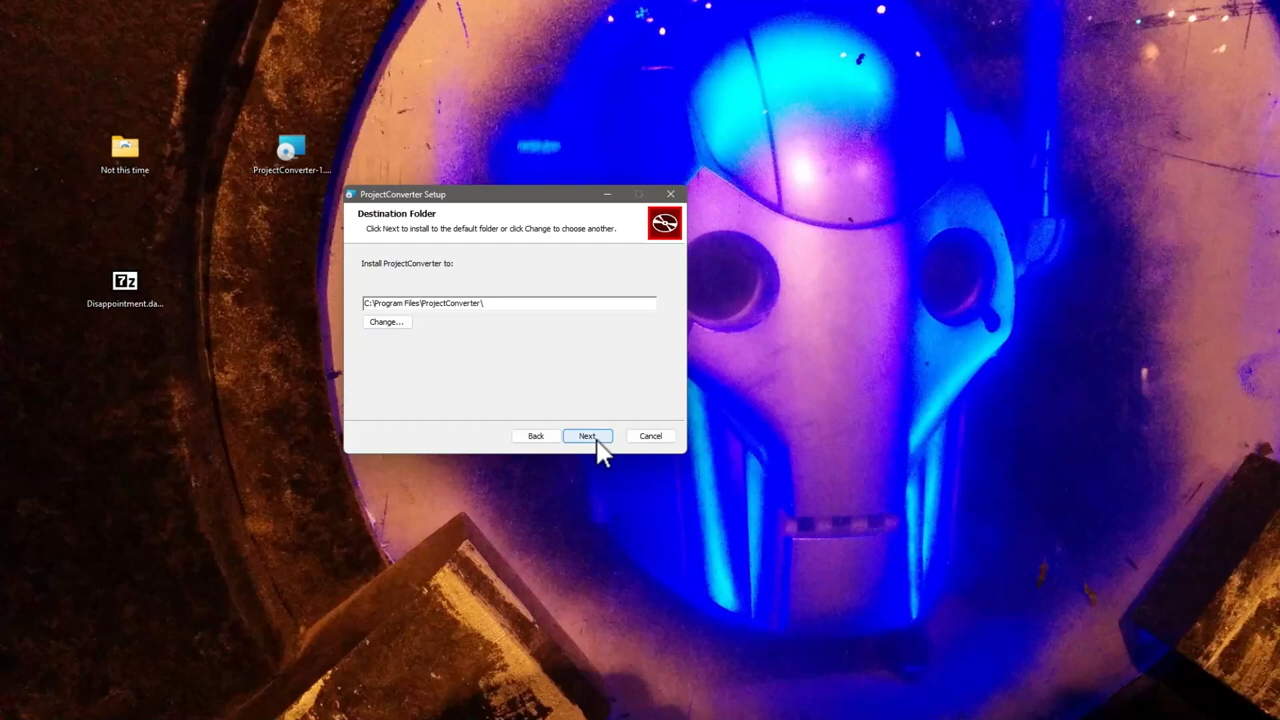 Not this time
ProjectConverter-1....
Disappointment.da...
ProjectConverter Setup
Destination Folder
Click Next to install to the default folder or click Change to choose another.
Install ProjectConverter to:
C:\Program Files\ProjectConverter\
Change...
Back
Next
Cancel
7z